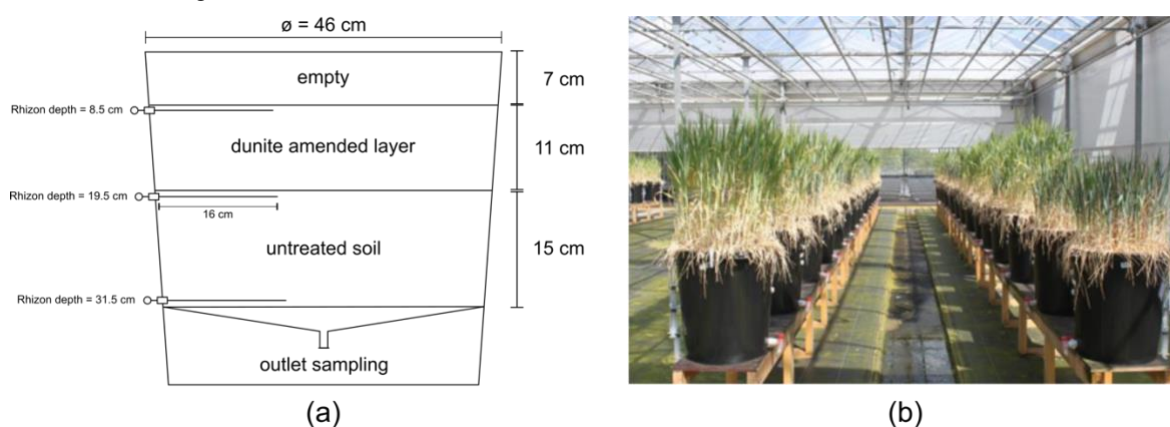 ø = 46 cm
empty
7 cm
Rhizon depth = 8.5 cm
dunite amended layer
11 cm
Rhizon depth = 19.5 cm
16 cm
untreated soil
15 cm
Rhizon depth = 31.5 cm
outlet sampling
(a)
(b)